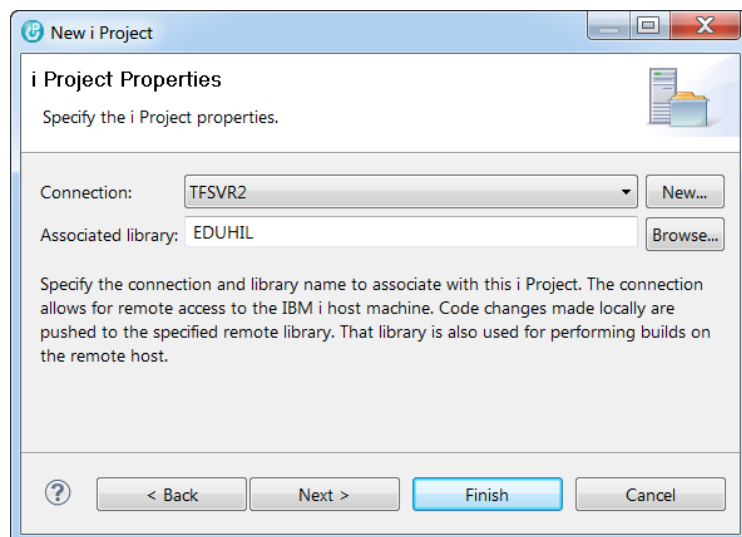 New i Project
i Project Properties
Specify the i Project properties.
Connection: TFSVR2 New...
Associated library: EDUHIL Browse...
Specify the connection and library name to associate with this i Project. The connection
allows for remote access to the IBM i host machine. Code changes made locally are
pushed to the specified remote library. That library is also used for performing builds on
the remote host.
? < Back Next > Finish Cancel